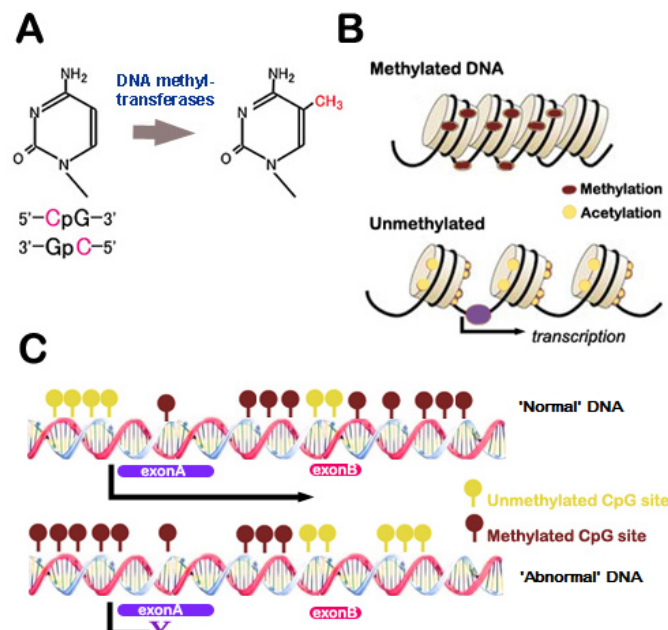 A
NH2
N
O
N
DNA methyl-
transferases
NH2
CH3
N
O
N
5'-CpG-3'
3'-GpC-5'
B
Methylated DNA
Methylation
Acetylation
Unmethylated
transcription
C
'Normal' DNA
exonA
exonB
Unmethylated CpG site
Methylated CpG site
'Abnormal' DNA
exonA
exonB
X